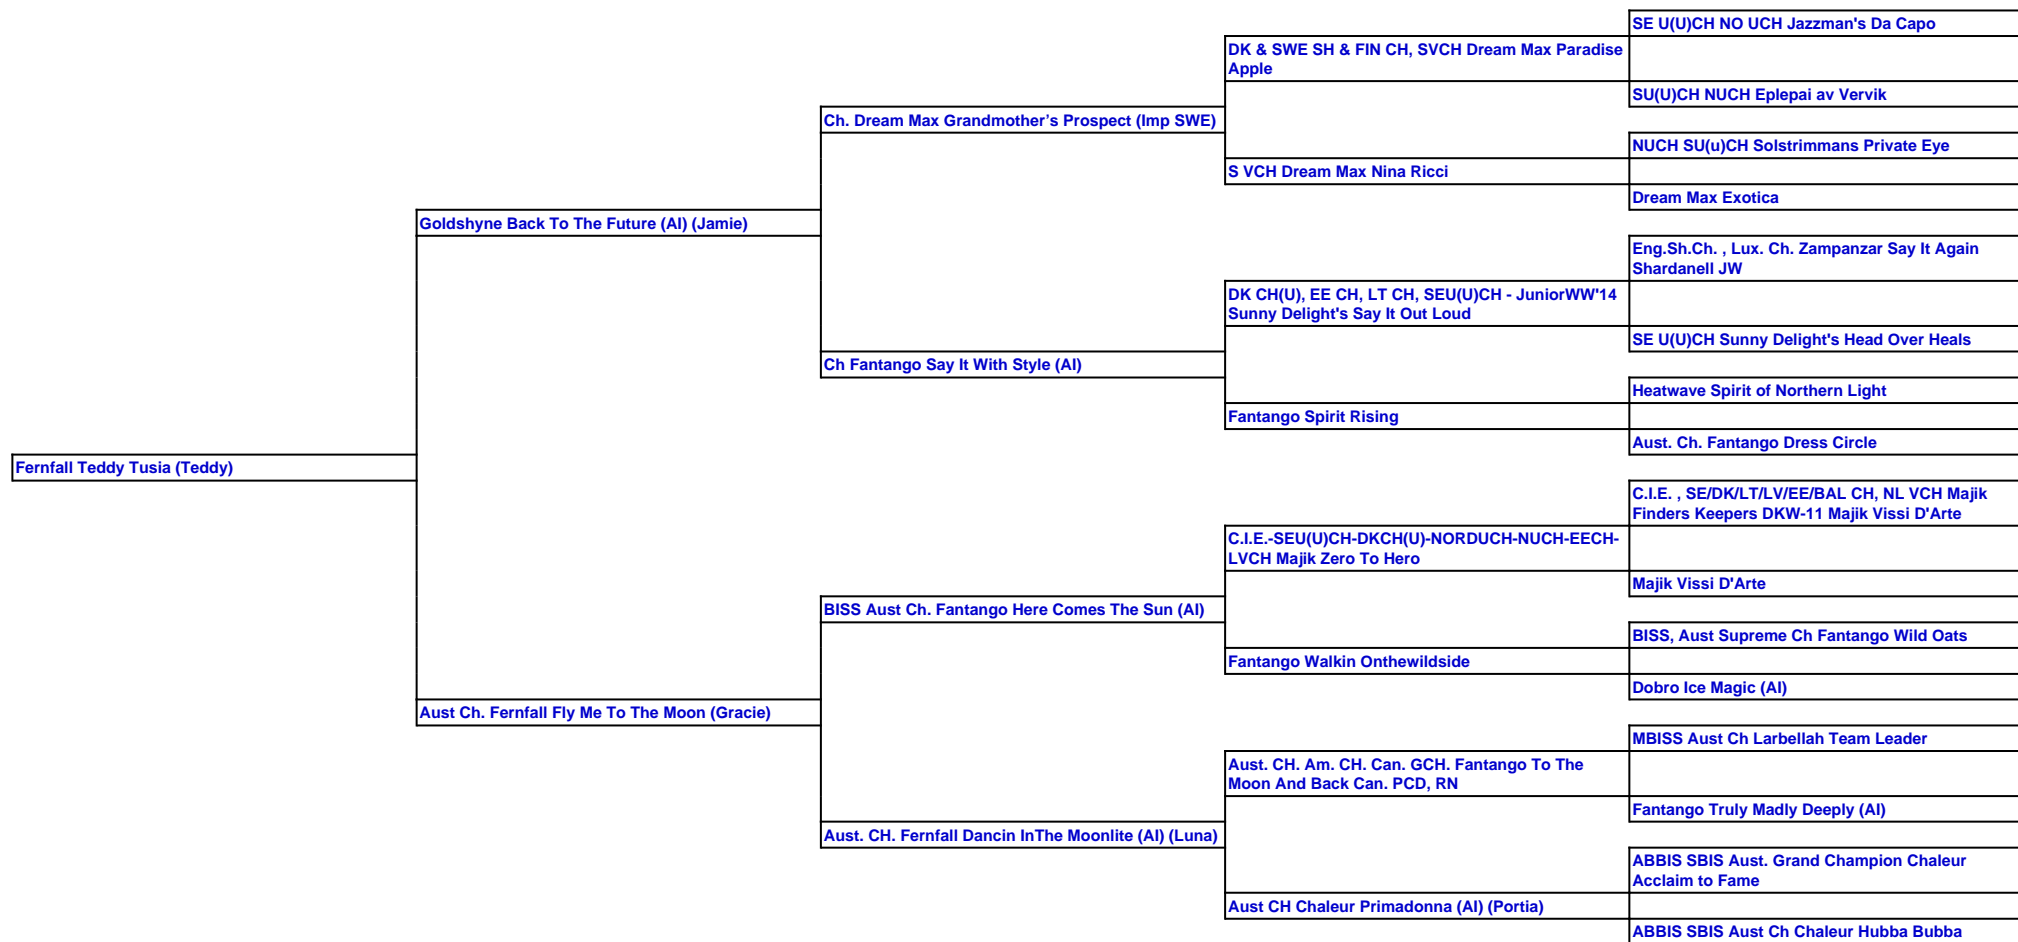 SE U(U)CH NO UCH Jazzman's Da Capo
DK & SWE SH & FIN CH, SVCH Dream Max Paradise
Apple
SU(U)CH NUCH Eplepai av Vervik
Ch. Dream Max Grandmother’s Prospect (Imp SWE)
NUCH SU(u)CH Solstrimmans Private Eye
S VCH Dream Max Nina Ricci
Dream Max Exotica
Goldshyne Back To The Future (AI) (Jamie)
Eng.Sh.Ch. , Lux. Ch. Zampanzar Say It Again
Shardanell JW
DK CH(U), EE CH, LT CH, SEU(U)CH - JuniorWW'14
Sunny Delight's Say It Out Loud
SE U(U)CH Sunny Delight's Head Over Heals
Ch Fantango Say It With Style (AI)
Heatwave Spirit of Northern Light
Fantango Spirit Rising
Aust. Ch. Fantango Dress Circle
Fernfall Teddy Tusia (Teddy)
C.I.E. , SE/DK/LT/LV/EE/BAL CH, NL VCH Majik
Finders Keepers DKW-11 Majik Vissi D'Arte
C.I.E.-SEU(U)CH-DKCH(U)-NORDUCH-NUCH-EECH-
LVCH Majik Zero To Hero
Majik Vissi D'Arte
BISS Aust Ch. Fantango Here Comes The Sun (AI)
BISS, Aust Supreme Ch Fantango Wild Oats
Fantango Walkin Onthewildside
Dobro Ice Magic (AI)
Aust Ch. Fernfall Fly Me To The Moon (Gracie)
MBISS Aust Ch Larbellah Team Leader
Aust. CH. Am. CH. Can. GCH. Fantango To The
Moon And Back Can. PCD, RN
Fantango Truly Madly Deeply (AI)
Aust. CH. Fernfall Dancin InThe Moonlite (AI) (Luna)
ABBIS SBIS Aust. Grand Champion Chaleur
Acclaim to Fame
Aust CH Chaleur Primadonna (AI) (Portia)
ABBIS SBIS Aust Ch Chaleur Hubba Bubba